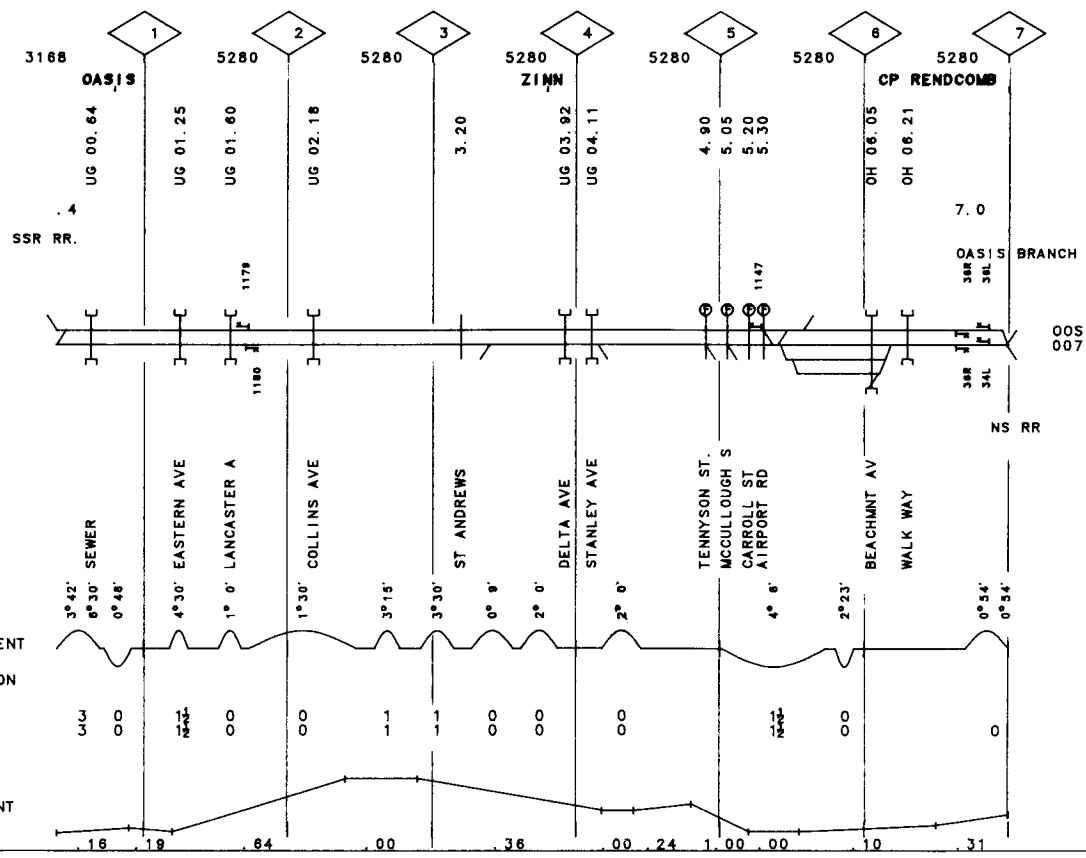 1 2 3 4 5 6 7
3168 5280 5280 5280 5280 5280 5280
OASIS ZINN CP RENDCOMB
UG 00.64 UG 01.25 UG 01.60 UG 02.18 3.20 UG 03.92 UG 04.11 4.90 5.05 5.20 5.30 OH 06.05 OH 06.21
.4 7.0
SSR RR.
OASIS BRANCH
1179 1147 36R 36L
00S
007
1180 36R 34L
NS RR
SEWER EASTERN AVE LANCASTER A COLLINS AVE ST ANDREWS DELTA AVE STANLEY AVE TENNYSON ST. MCCULLOUGH S CARROLL ST AIRPORT RD BEACHMNT AV WALK WAY
3°42' 6°30' 0°48' 4°30' 1° 0' 1°30' 3°15' 3°30' 0° 9' 2° 0' 2° 0' 4° 6' 2°23' 0°54' 0°54'
ENT
ON
3 0 1½ 0 0 1 1 0 0 0 1½ 0
3 0 1½ 0 0 1 1 0 0 0 1½ 0 0
NT
.16 .19 .64 .00 .36 .00 .24 1.00 .00 .10 .31